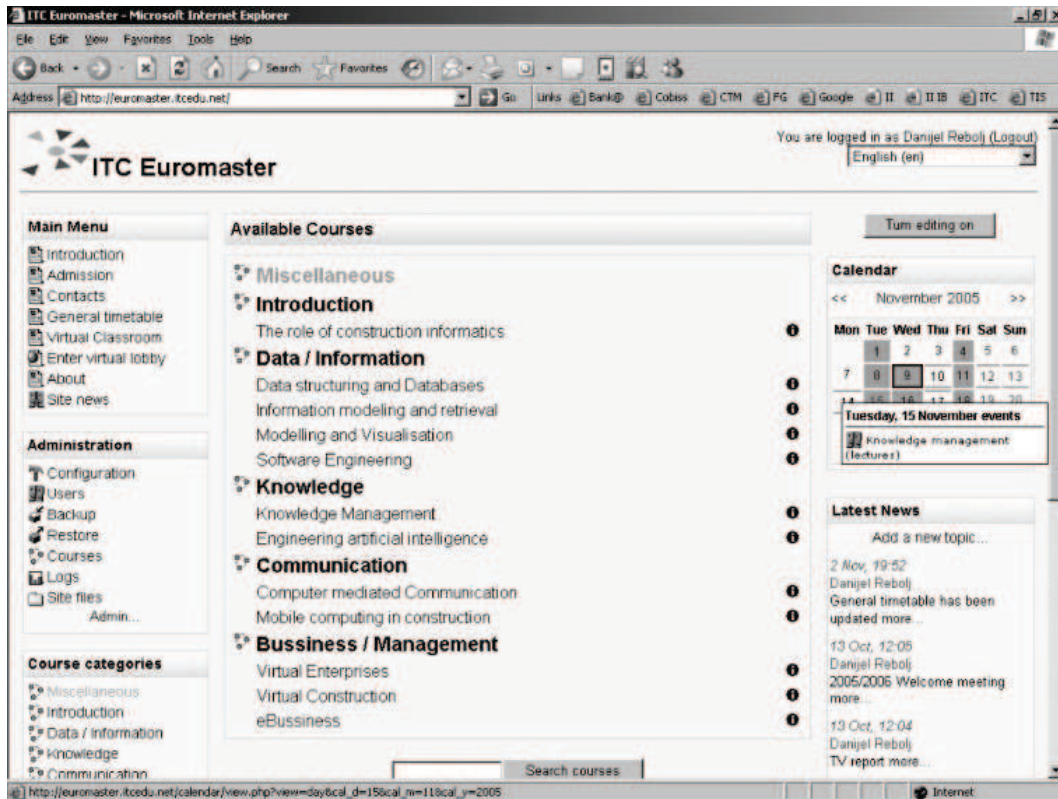 ITC Euromaster - Microsoft Internet Explorer
File Edit View Favorites Tools Help
Back Search Favorites
Address http://euromaster.itcedu.net/ Go Links Bank@ Cobiss CTM FG Google II II IB ITC TIS
You are logged in as Danijel Rebolj (Logout)
English (en)
ITC Euromaster
Main Menu
Introduction
Admission
Contacts
General timetable
Virtual Classroom
Enter virtual lobby
About
Site news
Administration
Configuration
Users
Backup
Restore
Courses
Logs
Site files
Admin...
Course categories
Miscellaneous
Introduction
Data / Information
Knowledge
Communication
Available Courses
Miscellaneous
Introduction
The role of construction informatics
Data / Information
Data structuring and Databases
Information modeling and retrieval
Modelling and Visualisation
Software Engineering
Knowledge
Knowledge Management
Engineering artificial intelligence
Communication
Computer mediated Communication
Mobile computing in construction
Bussiness / Management
Virtual Enterprises
Virtual Construction
eBussiness
Search courses
Turn editing on
Calendar
<< November 2005 >>
Mon Tue Wed Thu Fri Sat Sun
1 2 3 4 5 6
7 8 9 10 11 12 13
14 15 16 17 18 19 20
Tuesday, 15 November events
Knowledge management
(lectures)
Latest News
Add a new topic...
2 Nov, 19:52
Danijel Rebolj
General timetable has been
updated more...
13 Oct, 12:05
Danijel Rebolj
2005/2006 Welcome meeting
more...
13 Oct, 12:04
Danijel Rebolj
TV report more...
http://euromaster.itcedu.net/calendar/view.php?view=day&cal_d=15&cal_m=11&cal_y=2005 Internet